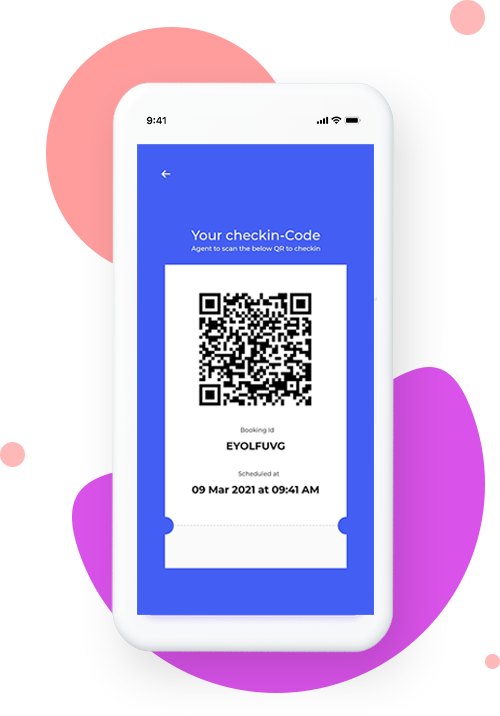 9:41
Your checkin-Code
Agent to scan the below QR to checkin
Booking Id
EYOLFUVG
Scheduled at
09 Mar 2021 at 09:41 AM